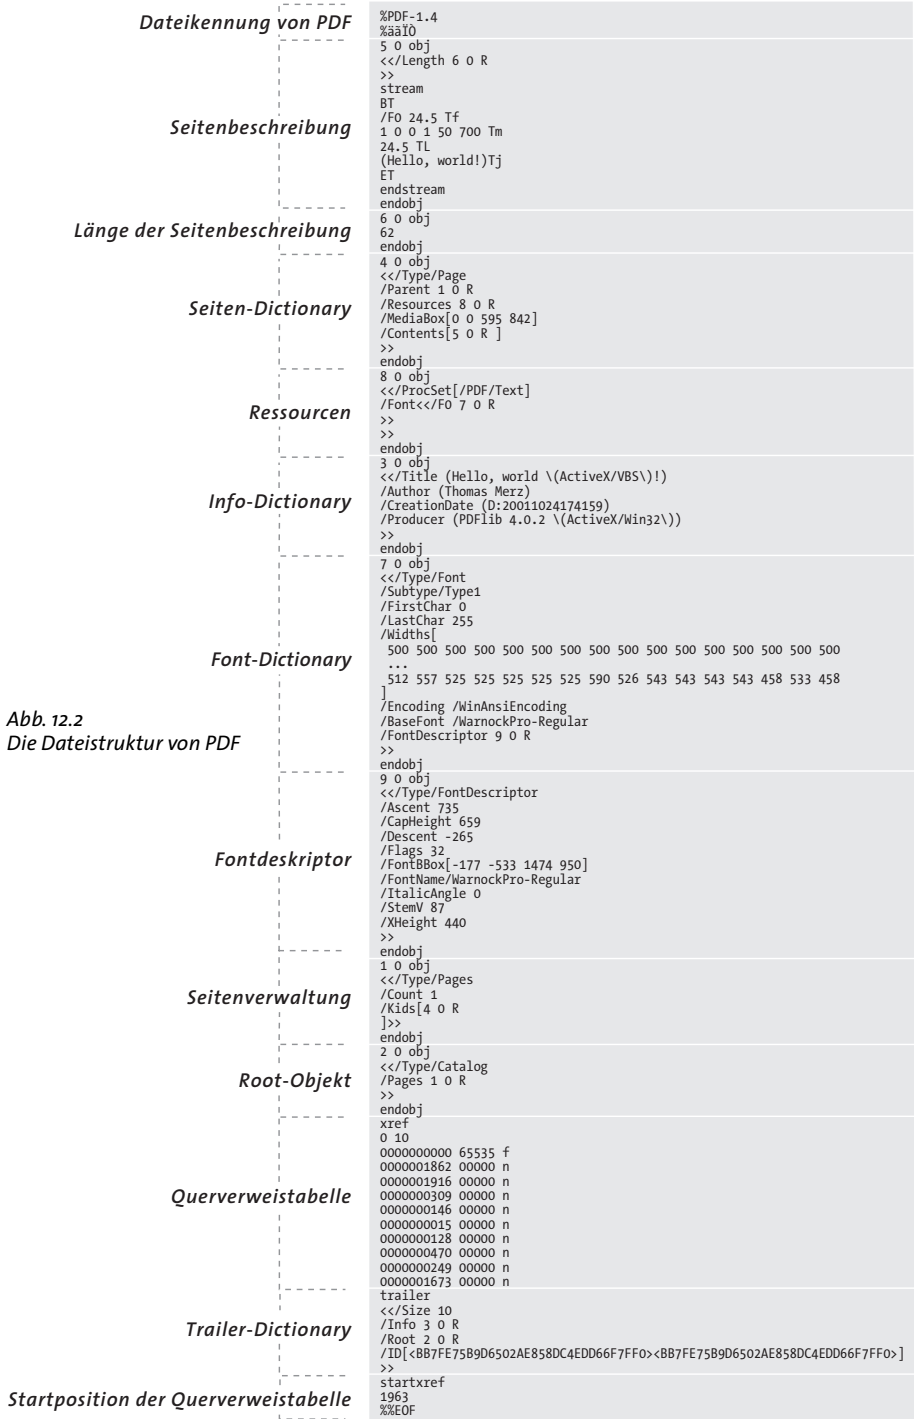 Dateikennung von PDF
%PDF-1.4
%äãÏÒ
Seitenbeschreibung
5 0 obj
<</Length 6 0 R
>>
stream
BT
/F0 24.5 Tf
1 0 0 1 50 700 Tm
24.5 TL
(Hello, world!)Tj
ET
endstream
endobj
Länge der Seitenbeschreibung
6 0 obj
62
endobj
Seiten-Dictionary
4 0 obj
<</Type/Page
/Parent 1 0 R
/Resources 8 0 R
/MediaBox[0 0 595 842]
/Contents[5 0 R ]
>>
endobj
Ressourcen
8 0 obj
<</ProcSet[/PDF/Text]
/Font<</F0 7 0 R
>>
>>
endobj
Info-Dictionary
3 0 obj
<</Title (Hello, world \(ActiveX/VBS\)!)
/Author (Thomas Merz)
/CreationDate (D:20011024174159)
/Producer (PDFlib 4.0.2 \(ActiveX/Win32\))
>>
endobj
Font-Dictionary
7 0 obj
<</Type/Font
/Subtype/Type1
/FirstChar 0
/LastChar 255
/Widths[
500 500 500 500 500 500 500 500 500 500 500 500 500 500 500 500
...
512 557 525 525 525 525 525 590 526 543 543 543 543 458 533 458
]
/Encoding /WinAnsiEncoding
/BaseFont /WarnockPro-Regular
/FontDescriptor 9 0 R
>>
endobj
Abb. 12.2
Die Dateistruktur von PDF
Fontdeskriptor
9 0 obj
<</Type/FontDescriptor
/Ascent 735
/CapHeight 659
/Descent -265
/Flags 32
/FontBBox[-177 -533 1474 950]
/FontName/WarnockPro-Regular
/ItalicAngle 0
/StemV 87
/XHeight 440
>>
endobj
Seitenverwaltung
1 0 obj
<</Type/Pages
/Count 1
/Kids[4 0 R
]>>
endobj
Root-Objekt
2 0 obj
<</Type/Catalog
/Pages 1 0 R
>>
endobj
Querverweistabelle
xref
0 10
0000000000 65535 f
0000001862 00000 n
0000001916 00000 n
0000000309 00000 n
0000000146 00000 n
0000000015 00000 n
0000000128 00000 n
0000000470 00000 n
0000000249 00000 n
0000001673 00000 n
Trailer-Dictionary
trailer
<</Size 10
/Info 3 0 R
/Root 2 0 R
/ID[<BB7FE75B9D6502AE858DC4EDD66F7FF0><BB7FE75B9D6502AE858DC4EDD66F7FF0>]
>>
Startposition der Querverweistabelle
startxref
1963
%%EOF